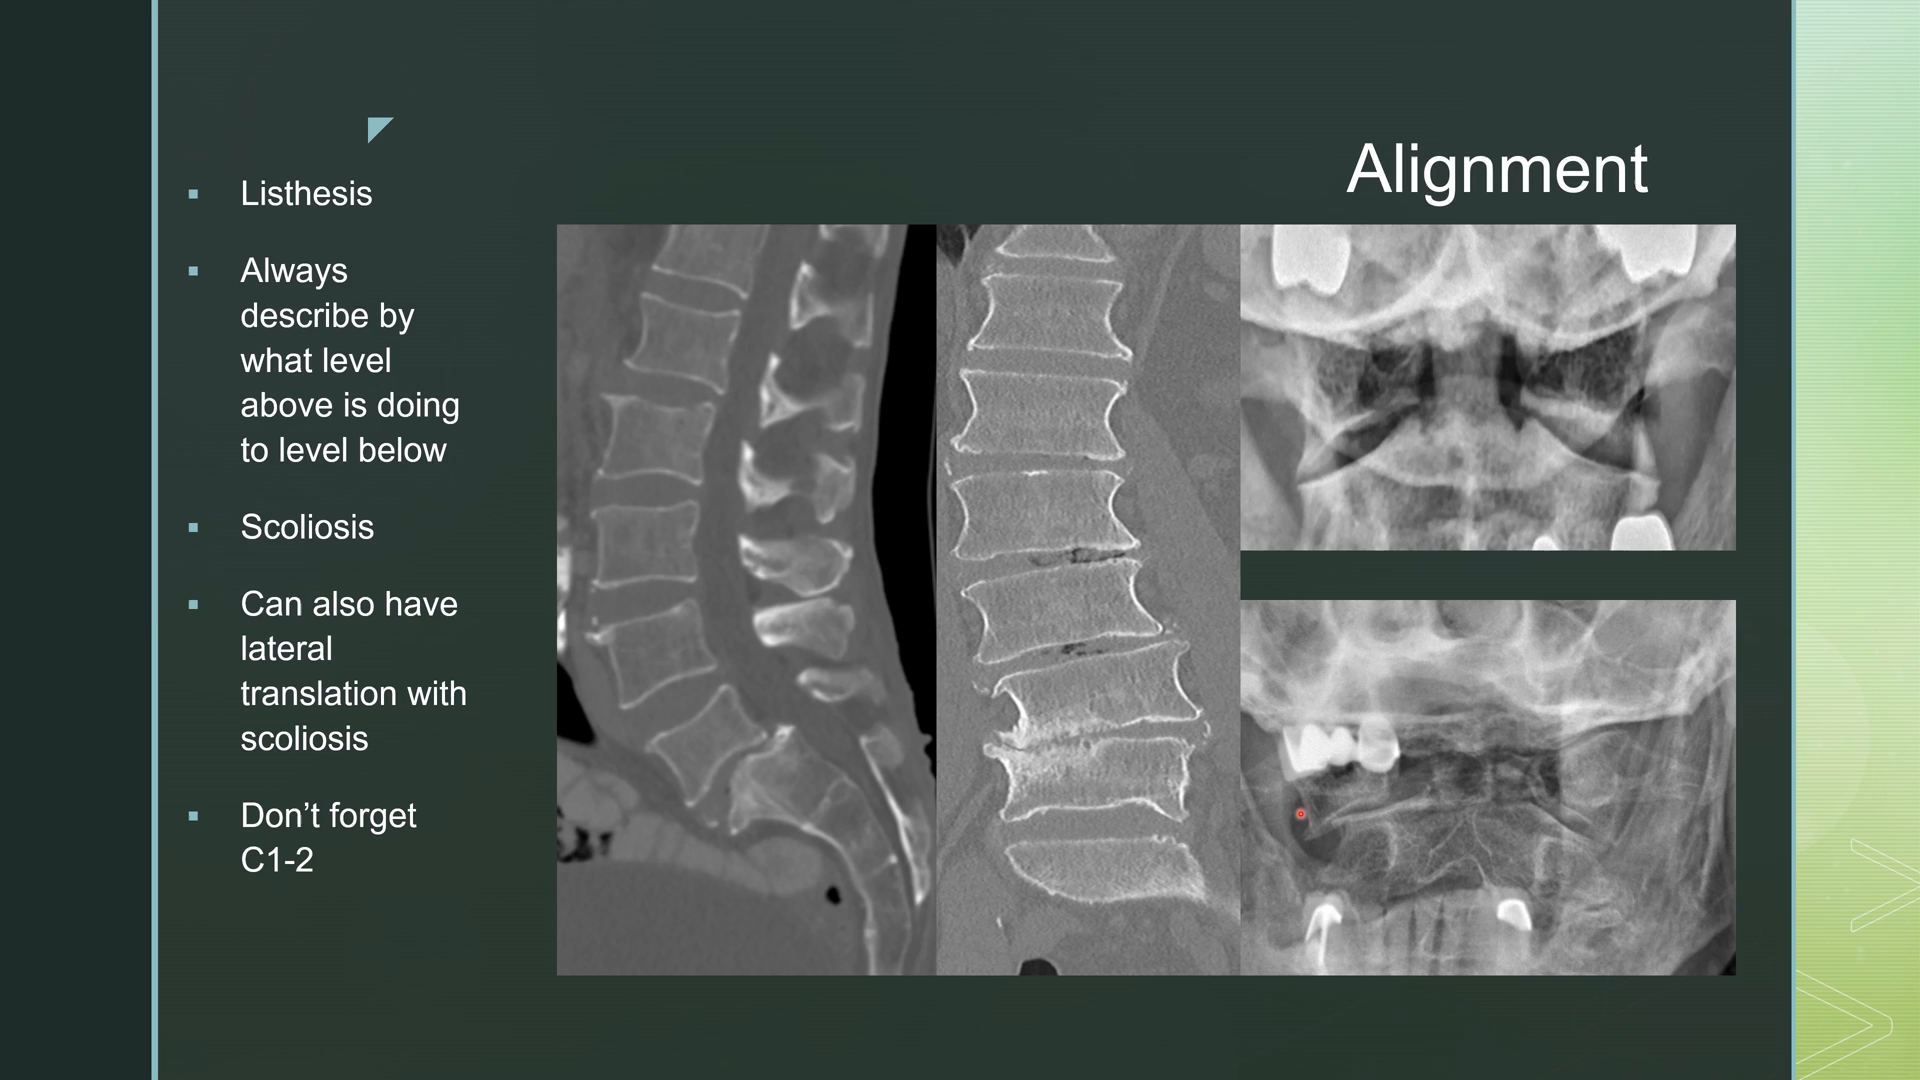 Alignment
Listhesis
Always
describe by
what level
above is doing
to level below
Scoliosis
Can also have
lateral
translation with
scoliosis
Don’t forget
C1-2